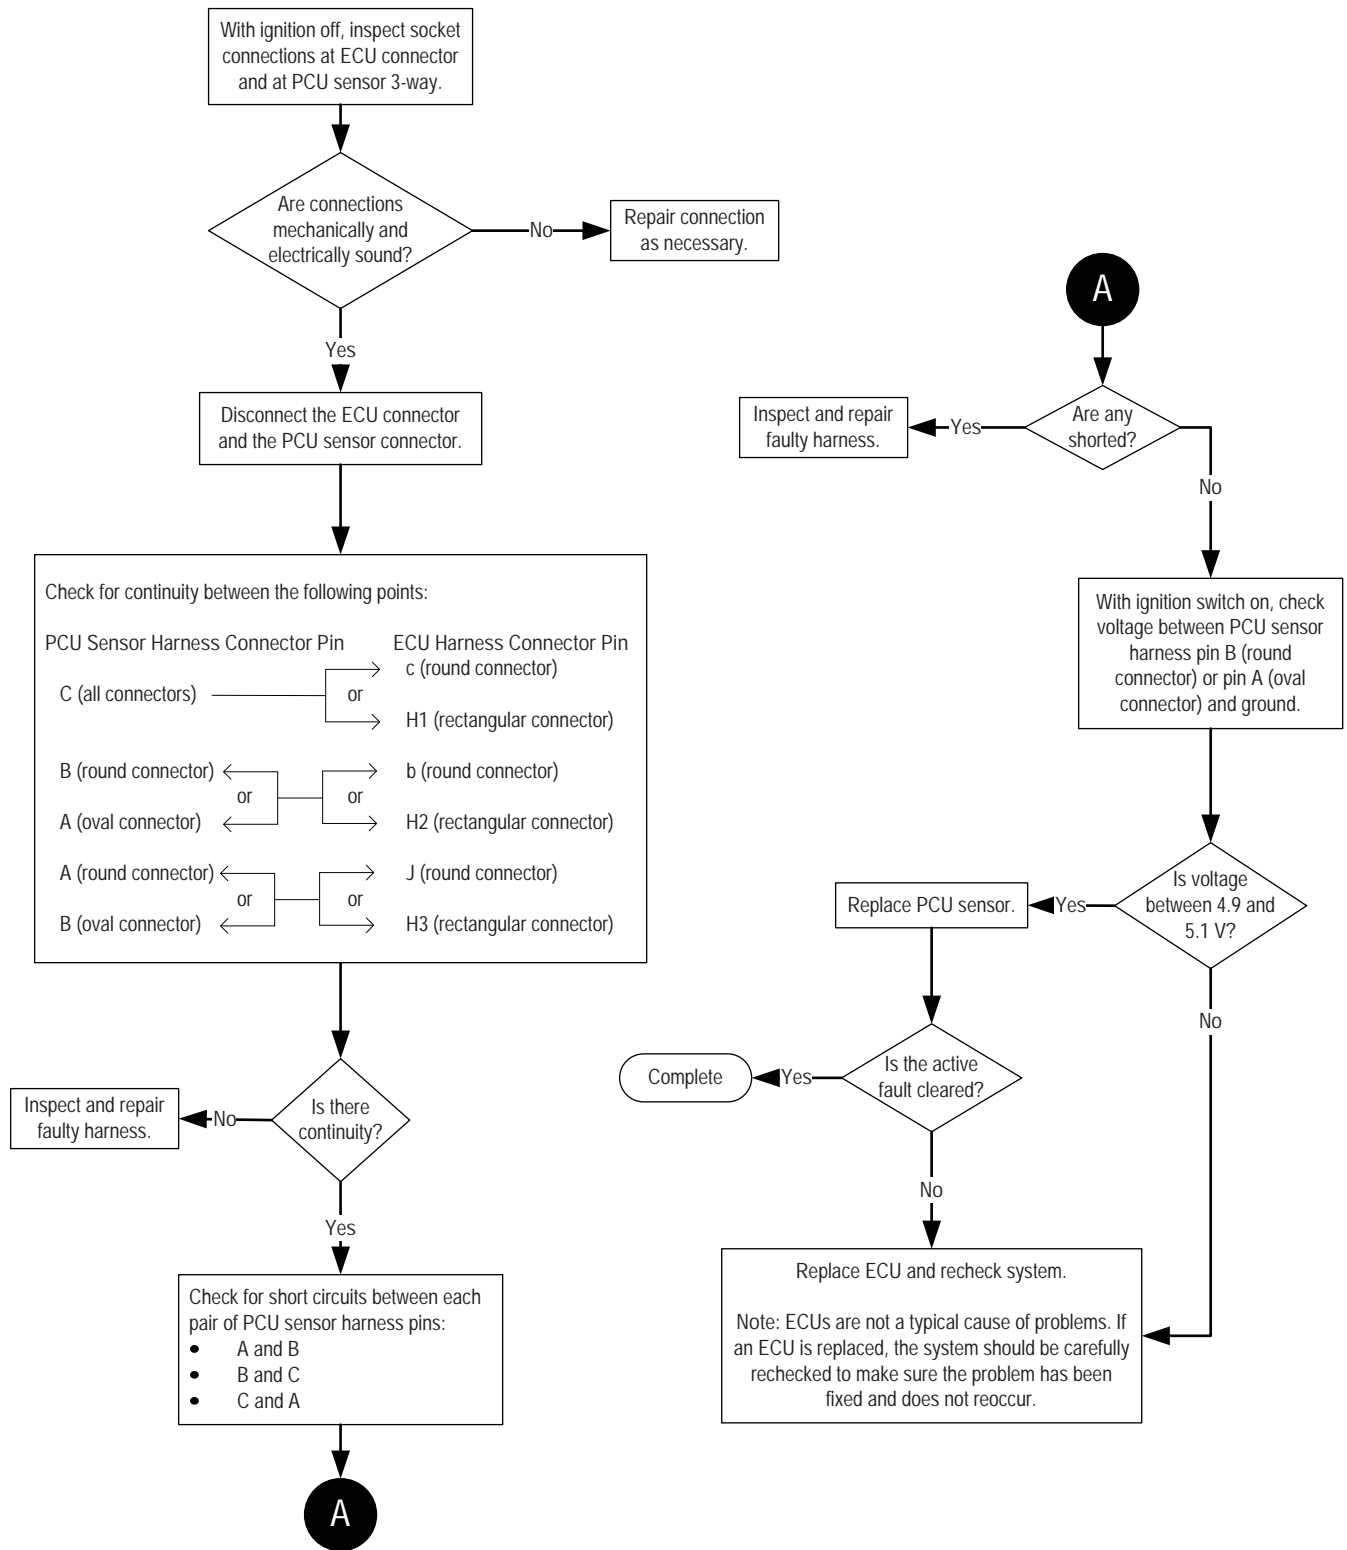 With ignition off, inspect socket
connections at ECU connector
and at PCU sensor 3-way.
Are connections
mechanically and
electrically sound?
No
Repair connection
as necessary.
Yes
Disconnect the ECU connector
and the PCU sensor connector.
Check for continuity between the following points:
PCU Sensor Harness Connector Pin
ECU Harness Connector Pin
C (all connectors)
or
c (round connector)
H1 (rectangular connector)
B (round connector)
or
A (oval connector)
b (round connector)
or
H2 (rectangular connector)
A (round connector)
or
B (oval connector)
J (round connector)
or
H3 (rectangular connector)
Is there
continuity?
No
Inspect and repair
faulty harness.
Yes
Check for short circuits between each
pair of PCU sensor harness pins:
• A and B
• B and C
• C and A
A
A
Are any
shorted?
Yes
Inspect and repair
faulty harness.
No
With ignition switch on, check
voltage between PCU sensor
harness pin B (round
connector) or pin A (oval
connector) and ground.
Is voltage
between 4.9 and
5.1 V?
Yes
Replace PCU sensor.
No
Is the active
fault cleared?
Yes
Complete
No
Replace ECU and recheck system.
Note: ECUs are not a typical cause of problems. If
an ECU is replaced, the system should be carefully
rechecked to make sure the problem has been
fixed and does not reoccur.